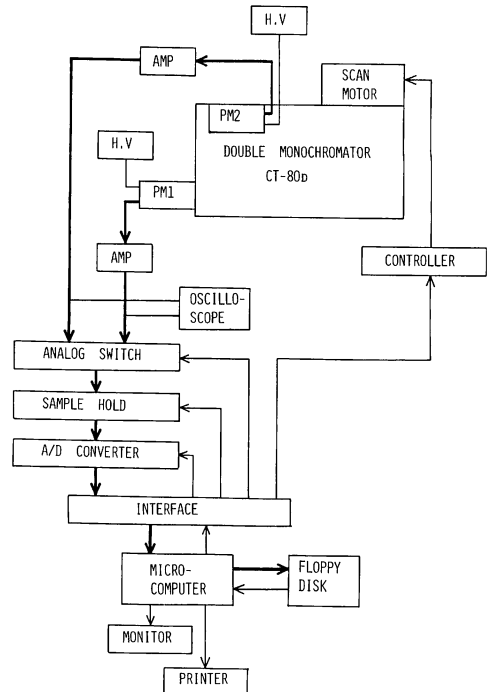 H.V
AMP
SCAN
MOTOR
PM2
H.V
DOUBLE MONOCHROMATOR
CT-80D
PM1
AMP
CONTROLLER
OSCILLO-
SCOPE
ANALOG SWITCH
SAMPLE HOLD
A/D CONVERTER
INTERFACE
MICRO-
COMPUTER
FLOPPY
DISK
MONITOR
PRINTER